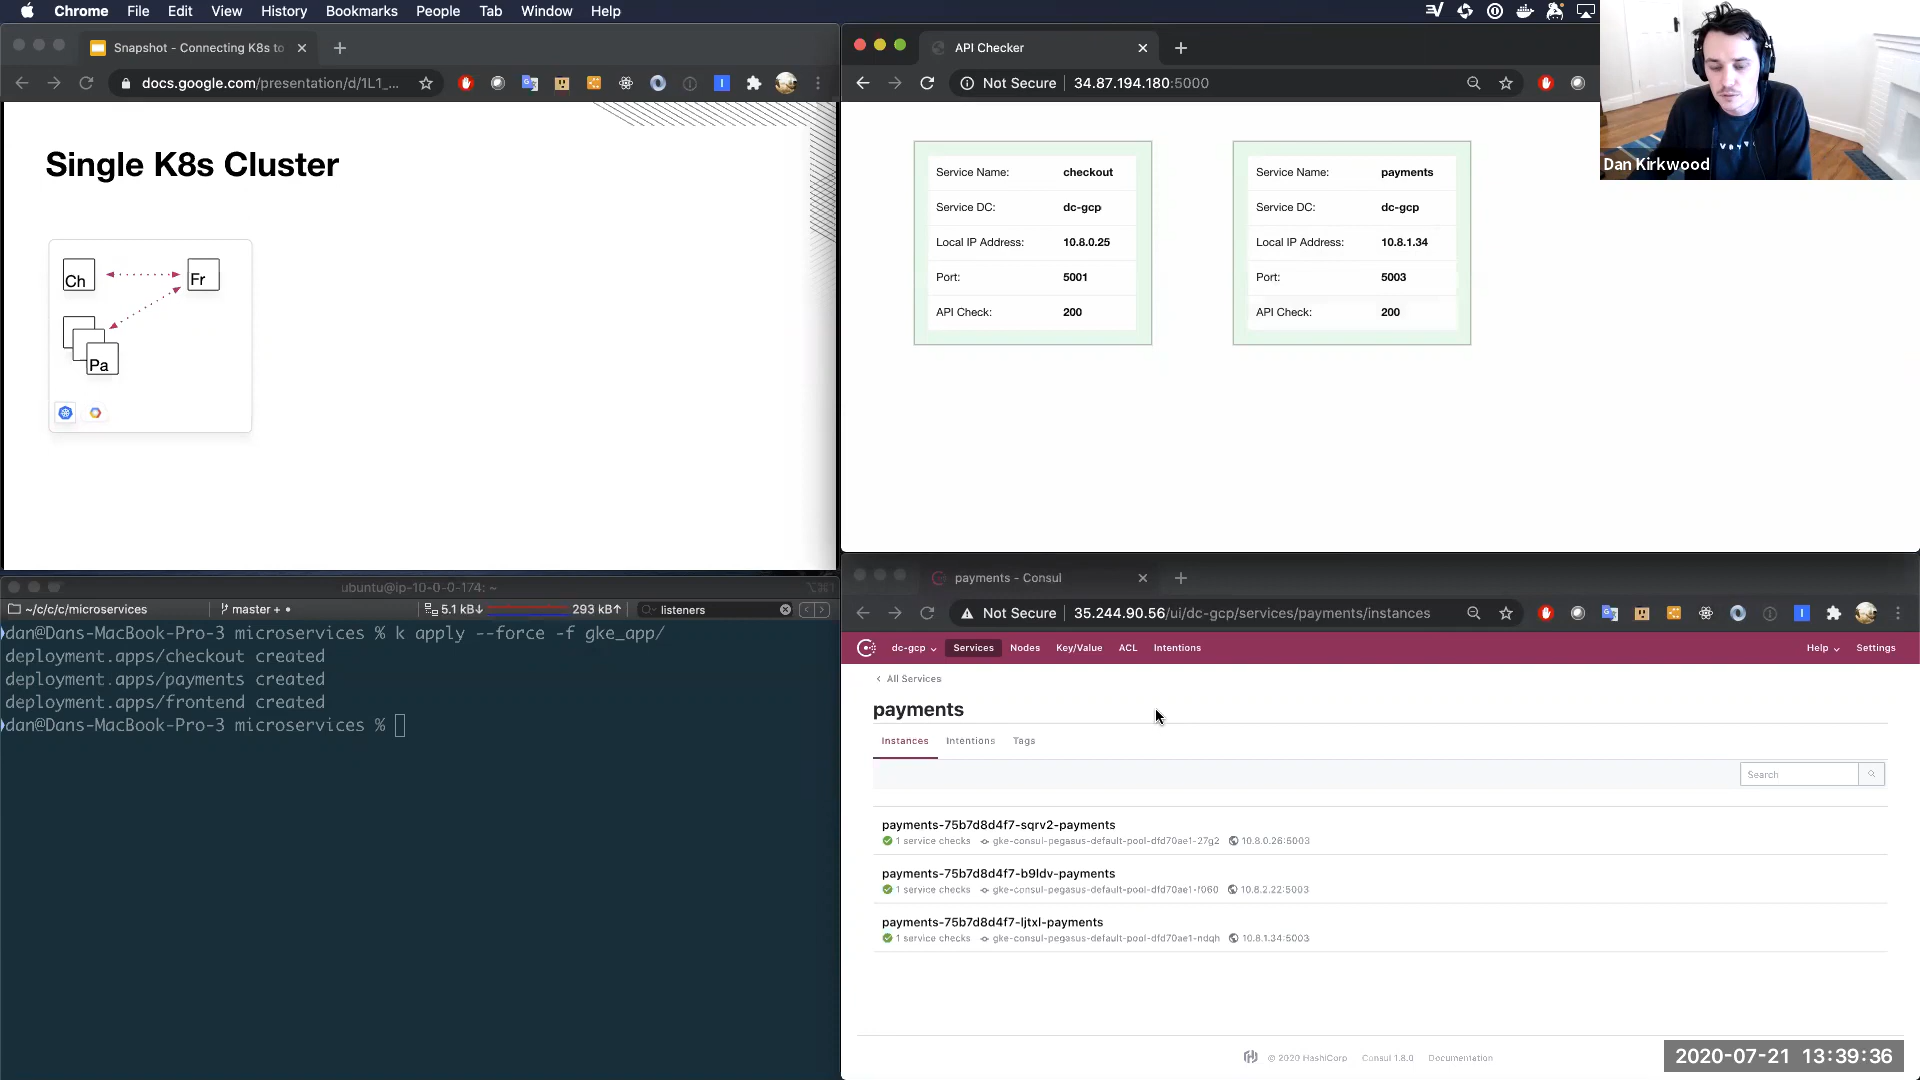 Chrome File Edit View History Bookmarks People Tab Window Help
Snapshot - Connecting K8s to
docs.google.com/presentation/d/1L1_...
Single K8s Cluster
Ch
Fr
Pa
API Checker
Not Secure 34.87.194.180:5000
Service Name: checkout
Service DC: dc-gcp
Local IP Address: 10.8.0.25
Port: 5001
API Check: 200
Service Name: payments
Service DC: dc-gcp
Local IP Address: 10.8.1.34
Port: 5003
API Check: 200
Dan Kirkwood
ubuntu@ip-10-0-0-174: ~
~/c/c/c/microservices master + • 5.1 kB↓ 293 kB↑ listeners
dan@Dans-MacBook-Pro-3 microservices % k apply --force -f gke_app/
deployment.apps/checkout created
deployment.apps/payments created
deployment.apps/frontend created
dan@Dans-MacBook-Pro-3 microservices %
payments - Consul
Not Secure 35.244.90.56/ui/dc-gcp/services/payments/instances
dc-gcp Services Nodes Key/Value ACL Intentions Help Settings
All Services
payments
Instances Intentions Tags
Search
payments-75b7d8d4f7-sqrv2-payments
1 service checks gke-consul-pegasus-default-pool-dfd70ae1-27g2 10.8.0.26:5003
payments-75b7d8d4f7-b9ldv-payments
1 service checks gke-consul-pegasus-default-pool-dfd70ae1-f060 10.8.2.22:5003
payments-75b7d8d4f7-ljtxl-payments
1 service checks gke-consul-pegasus-default-pool-dfd70ae1-ndqh 10.8.1.34:5003
© 2020 HashiCorp Consul 1.8.0 Documentation
2020-07-21 13:39:36